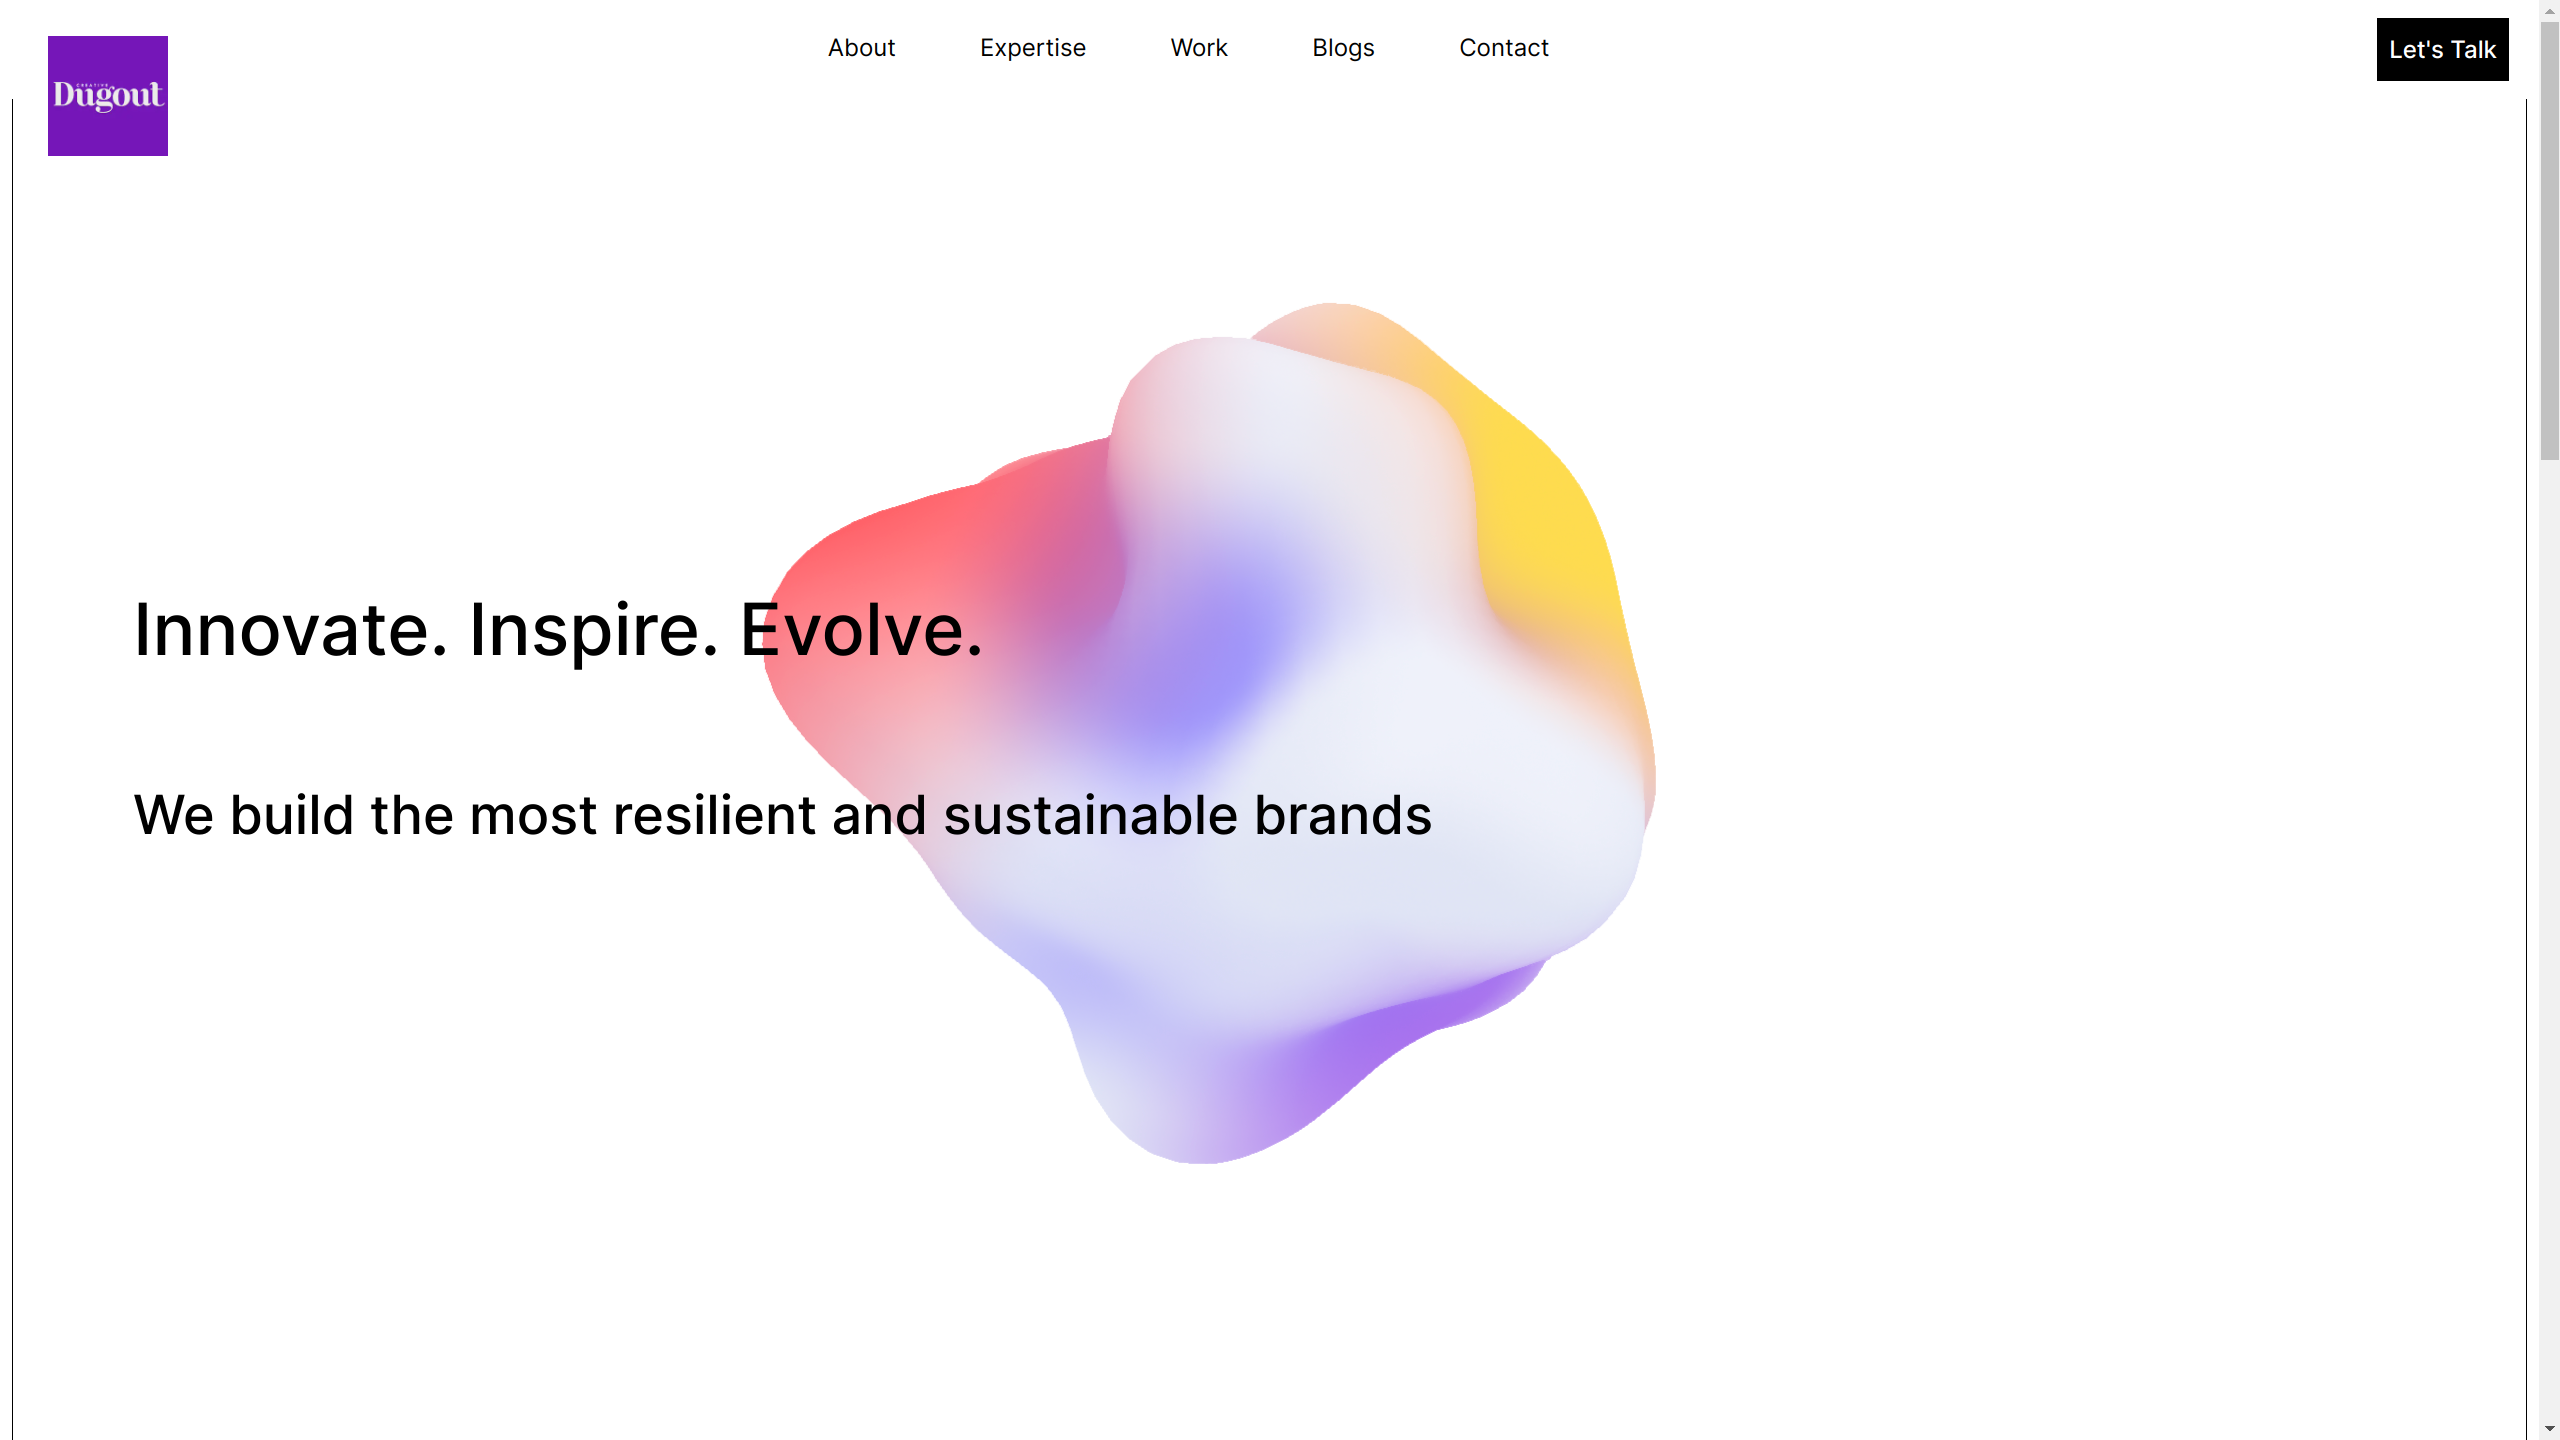 CREATIVE
Dugout
About
Expertise
Work
Blogs
Contact
Let's Talk
Innovate. Inspire. Evolve.
We build the most resilient and sustainable brands